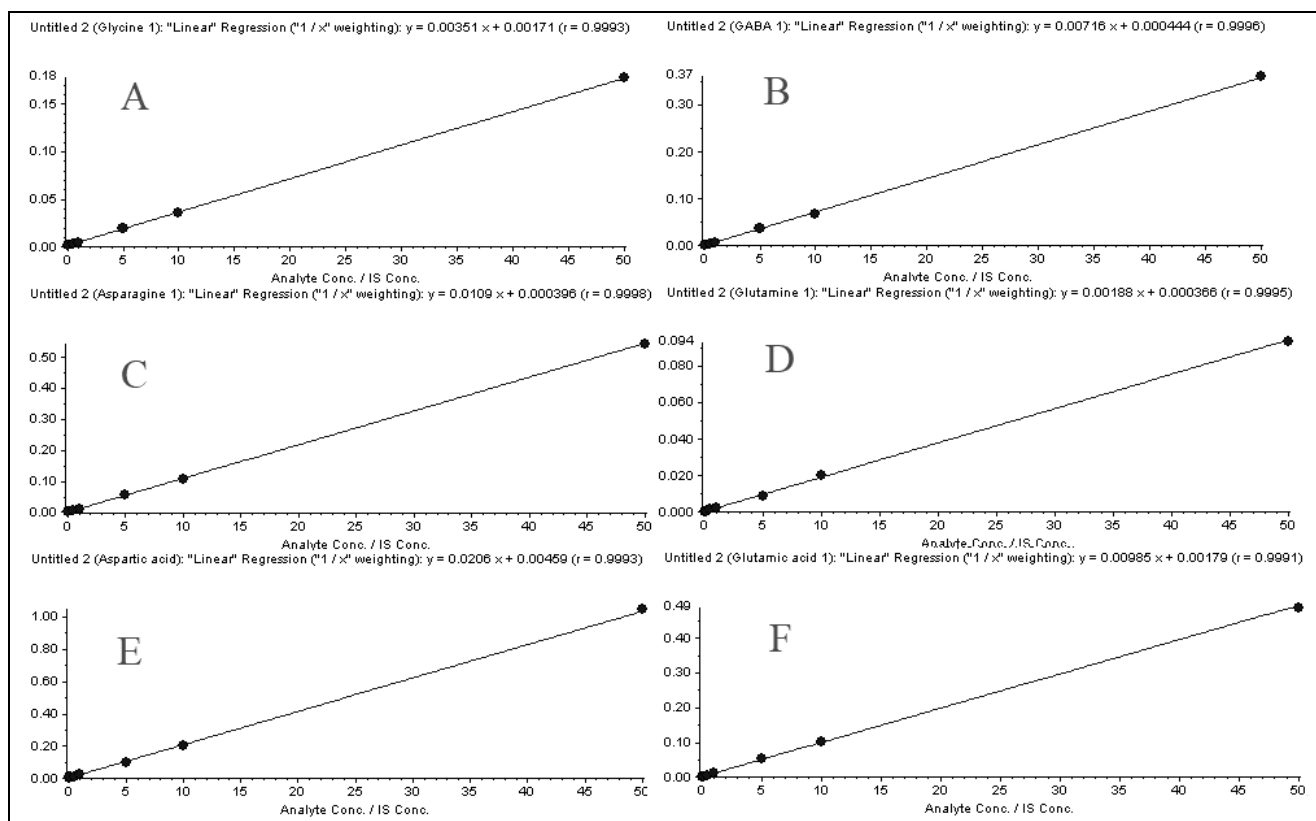 Untitled 2 (Glycine 1): "Linear" Regression ("1 / x" weighting): y = 0.00351 x + 0.00171 (r = 0.9993)
0.18
0.15
0.10
0.05
0.00
A
0 5 10 15 20 25 30 35 40 45 50
Analyte Conc. / IS Conc.
Untitled 2 (GABA 1): "Linear" Regression ("1 / x" weighting): y = 0.00716 x + 0.000444 (r = 0.9996)
0.37
0.30
0.20
0.10
0.00
B
0 5 10 15 20 25 30 35 40 45 50
Analyte Conc. / IS Conc.
Untitled 2 (Asparagine 1): "Linear" Regression ("1 / x" weighting): y = 0.0109 x + 0.000396 (r = 0.9998)
0.50
0.40
0.30
0.20
0.10
0.00
C
0 5 10 15 20 25 30 35 40 45 50
Analyte Conc. / IS Conc.
Untitled 2 (Glutamine 1): "Linear" Regression ("1 / x" weighting): y = 0.00188 x + 0.000366 (r = 0.9995)
0.094
0.080
0.060
0.040
0.020
0.000
D
0 5 10 15 20 25 30 35 40 45 50
Analyte Conc. / IS Conc.
Untitled 2 (Aspartic acid): "Linear" Regression ("1 / x" weighting): y = 0.0206 x + 0.00459 (r = 0.9993)
1.00
0.80
0.60
0.40
0.20
0.00
E
0 5 10 15 20 25 30 35 40 45 50
Analyte Conc. / IS Conc.
Untitled 2 (Glutamic acid 1): "Linear" Regression ("1 / x" weighting): y = 0.00985 x + 0.00179 (r = 0.9991)
0.49
0.40
0.30
0.20
0.10
0.00
F
0 5 10 15 20 25 30 35 40 45 50
Analyte Conc. / IS Conc.